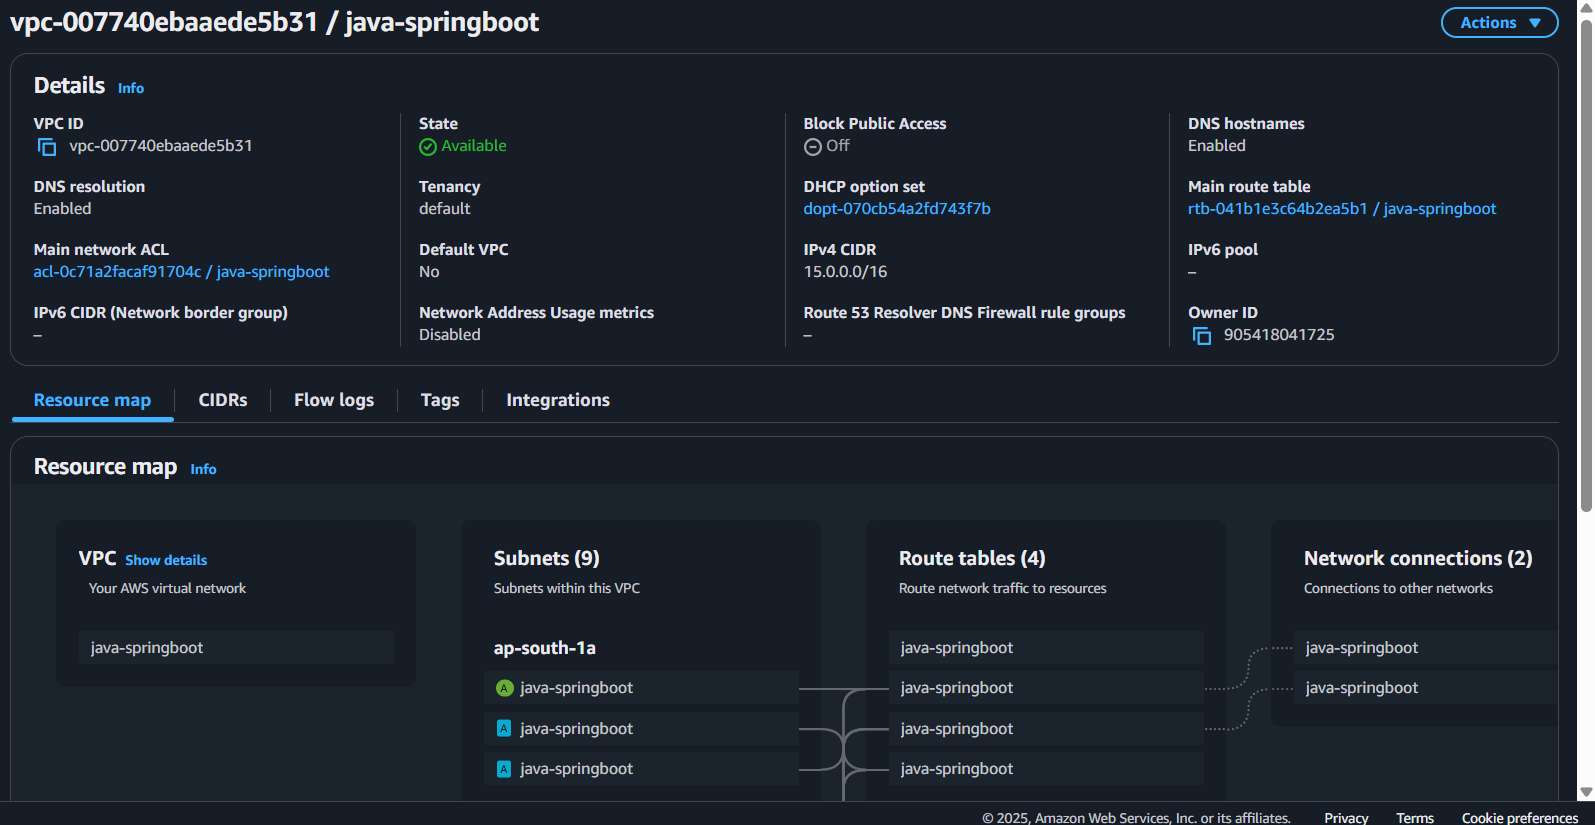 vpc-007740ebaaede5b31 / java-springboot
Actions
Details Info
VPC ID
vpc-007740ebaaede5b31
State
Available
Block Public Access
Off
DNS hostnames
Enabled
DNS resolution
Enabled
Tenancy
default
DHCP option set
dopt-070cb54a2fd743f7b
Main route table
rtb-041b1e3c64b2ea5b1 / java-springboot
Main network ACL
acl-0c71a2facaf91704c / java-springboot
Default VPC
No
IPv4 CIDR
15.0.0.0/16
IPv6 pool
–
IPv6 CIDR (Network border group)
–
Network Address Usage metrics
Disabled
Route 53 Resolver DNS Firewall rule groups
–
Owner ID
905418041725
Resource map
CIDRs
Flow logs
Tags
Integrations
Resource map Info
VPC Show details
Your AWS virtual network
java-springboot
Subnets (9)
Subnets within this VPC
ap-south-1a
A java-springboot
A java-springboot
A java-springboot
Route tables (4)
Route network traffic to resources
java-springboot
java-springboot
java-springboot
java-springboot
Network connections (2)
Connections to other networks
java-springboot
java-springboot
© 2025, Amazon Web Services, Inc. or its affiliates. Privacy Terms Cookie preferences